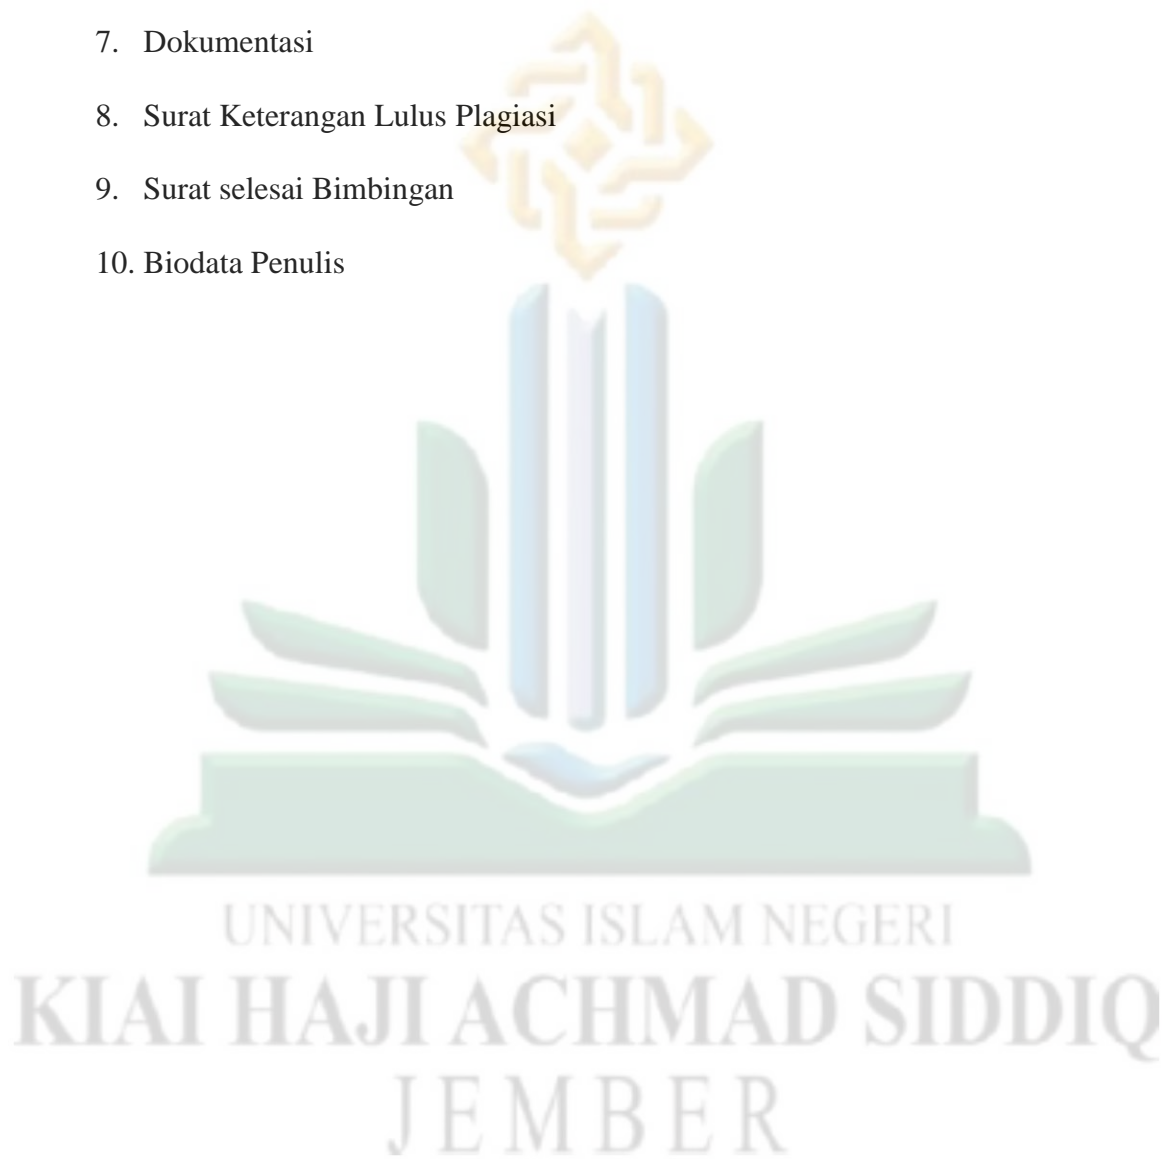 7. Dokumentasi
8. Surat Keterangan Lulus Plagiasi
9. Surat selesai Bimbingan
10. Biodata Penulis
UNIVERSITAS ISLAM NEGERI
KIAI HAJI ACHMAD SIDDIQ
JEMBER